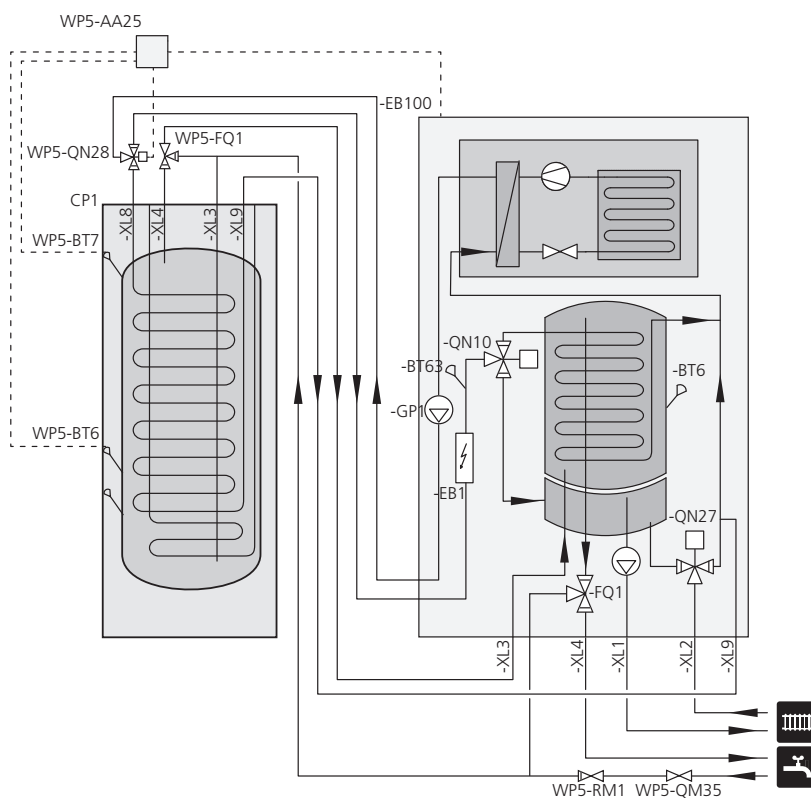 WP5-AA25
-EB100
WP5-FQ1
WP5-QN28
CP1
-XL8
-XL4
-XL3
-XL9
WP5-BT7
-QN10
-BT63
-BT6
-GP1
WP5-BT6
-EB1
-QN27
-FQ1
-XL3
-XL4
-XL1
-XL2
-XL9
WP5-RM1
WP5-QM35